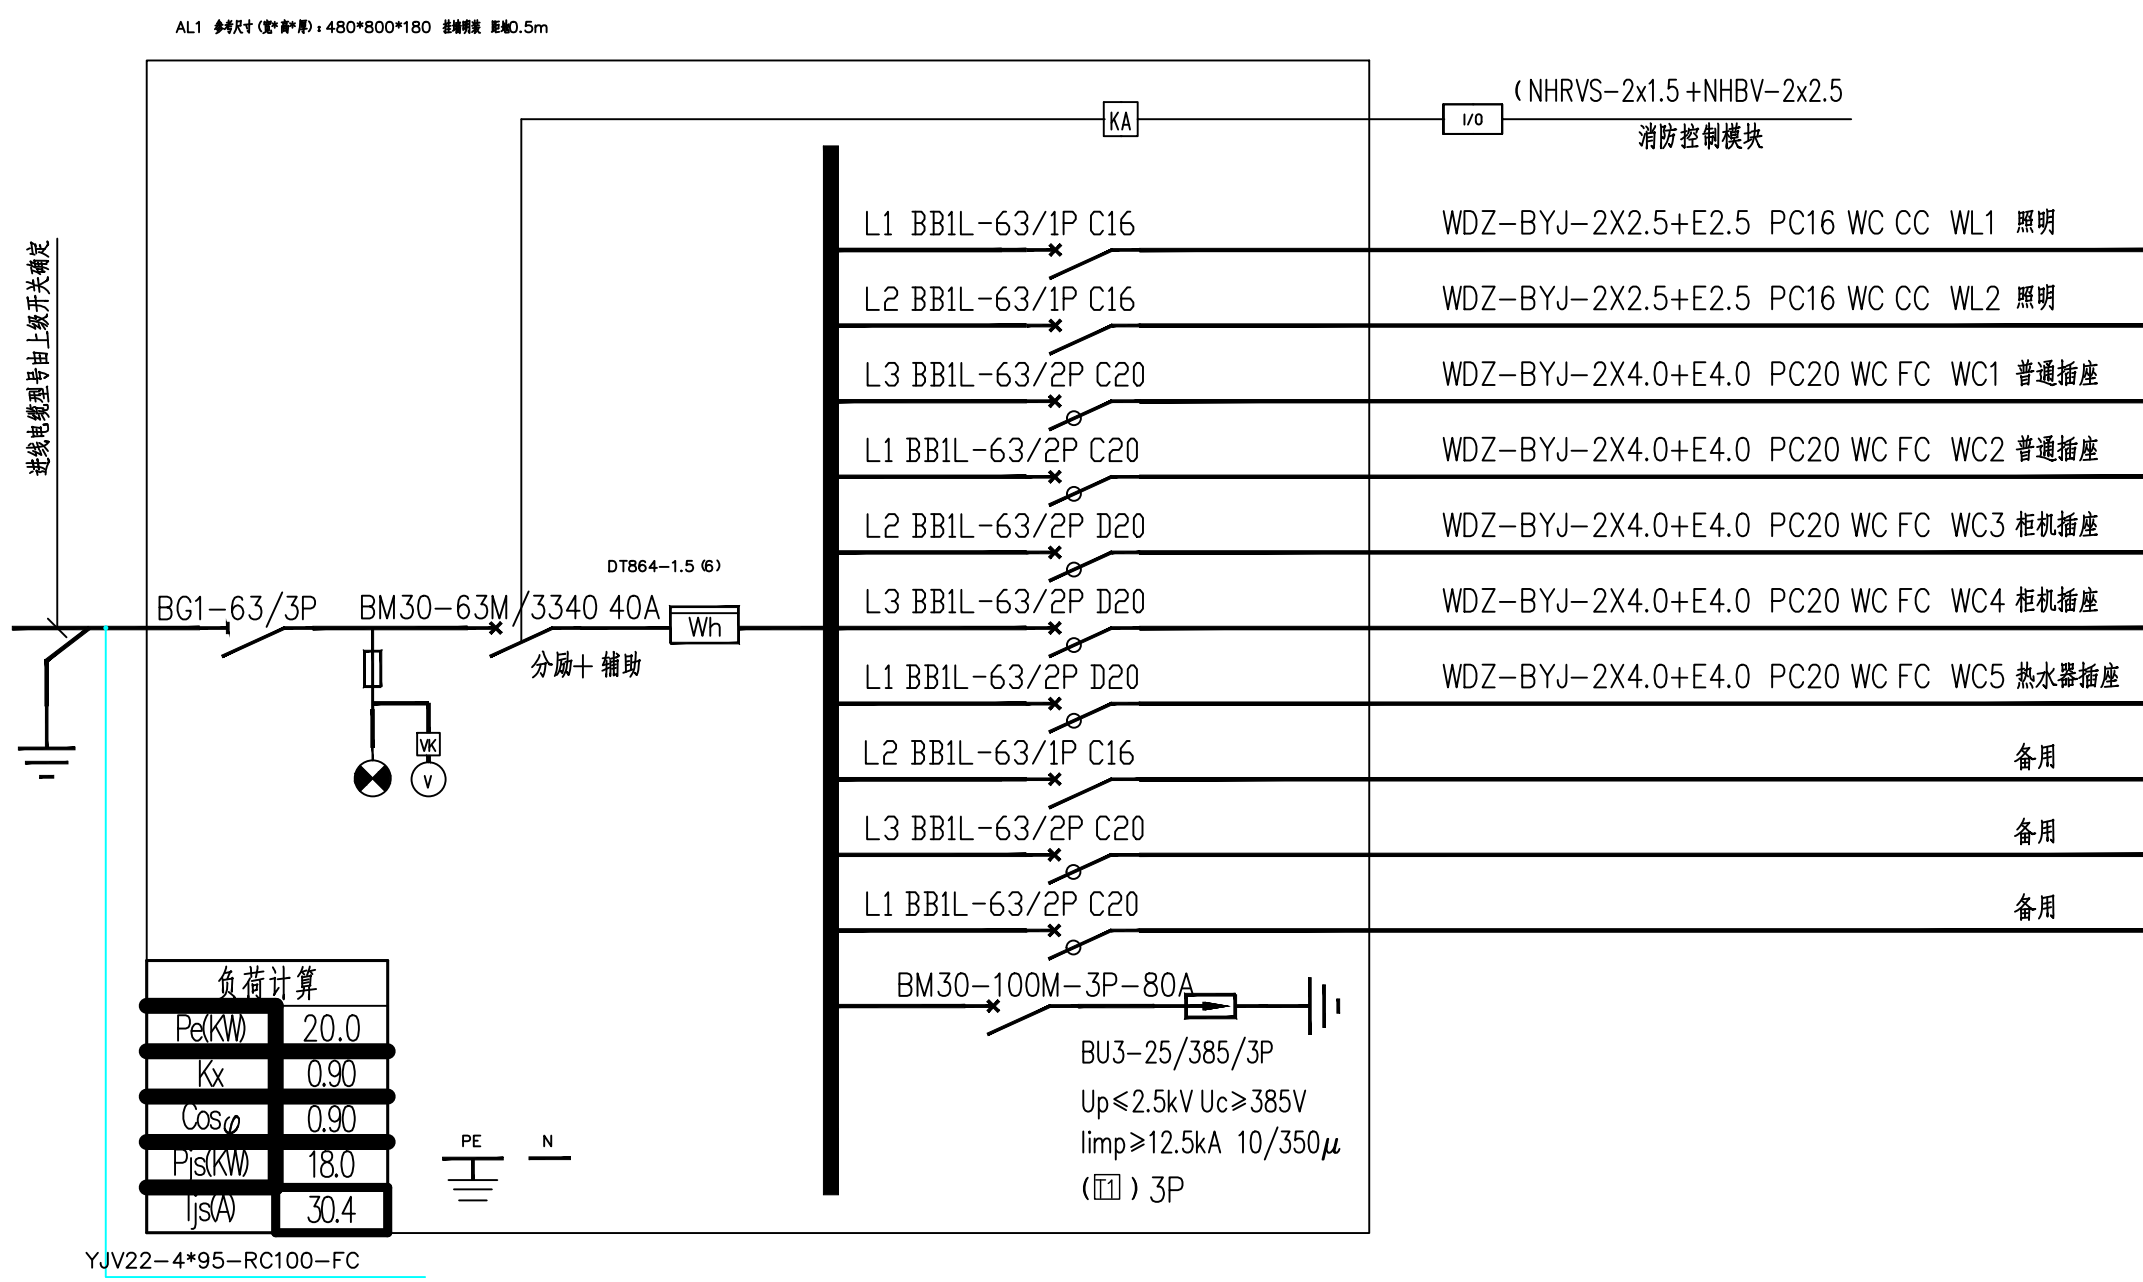 AL1 参考尺寸(宽*高*厚):480*800*180 挂墙明装 距地0.5m
(NHRVS-2x1.5+NHBV-2x2.5
KA
I/O
消防控制模块
进线电缆型号由上级开关确定
L1 BB1L-63/1P C16 WDZ-BYJ-2X2.5+E2.5 PC16 WC CC WL1 照明
L2 BB1L-63/1P C16 WDZ-BYJ-2X2.5+E2.5 PC16 WC CC WL2 照明
L3 BB1L-63/2P C20 WDZ-BYJ-2X4.0+E4.0 PC20 WC FC WC1 普通插座
L1 BB1L-63/2P C20 WDZ-BYJ-2X4.0+E4.0 PC20 WC FC WC2 普通插座
L2 BB1L-63/2P D20 WDZ-BYJ-2X4.0+E4.0 PC20 WC FC WC3 柜机插座
L3 BB1L-63/2P D20 WDZ-BYJ-2X4.0+E4.0 PC20 WC FC WC4 柜机插座
L1 BB1L-63/2P D20 WDZ-BYJ-2X4.0+E4.0 PC20 WC FC WC5 热水器插座
L2 BB1L-63/1P C16 备用
L3 BB1L-63/2P C20 备用
L1 BB1L-63/2P C20 备用
DT864-1.5(6)
BG1-63/3P
BM30-63M/3340 40A
Wh
分励+辅助
VK
V
BM30-100M-3P-80A
BU3-25/385/3P
Up≤2.5kV Uc≥385V
Iimp≥12.5kA 10/350μ
(T1) 3P
负荷计算
Pe(KW) 20.0
Kx 0.90
Cosφ 0.90
Pjs(KW) 18.0
Ijs(A) 30.4
PE
N
YJV22-4*95-RC100-FC